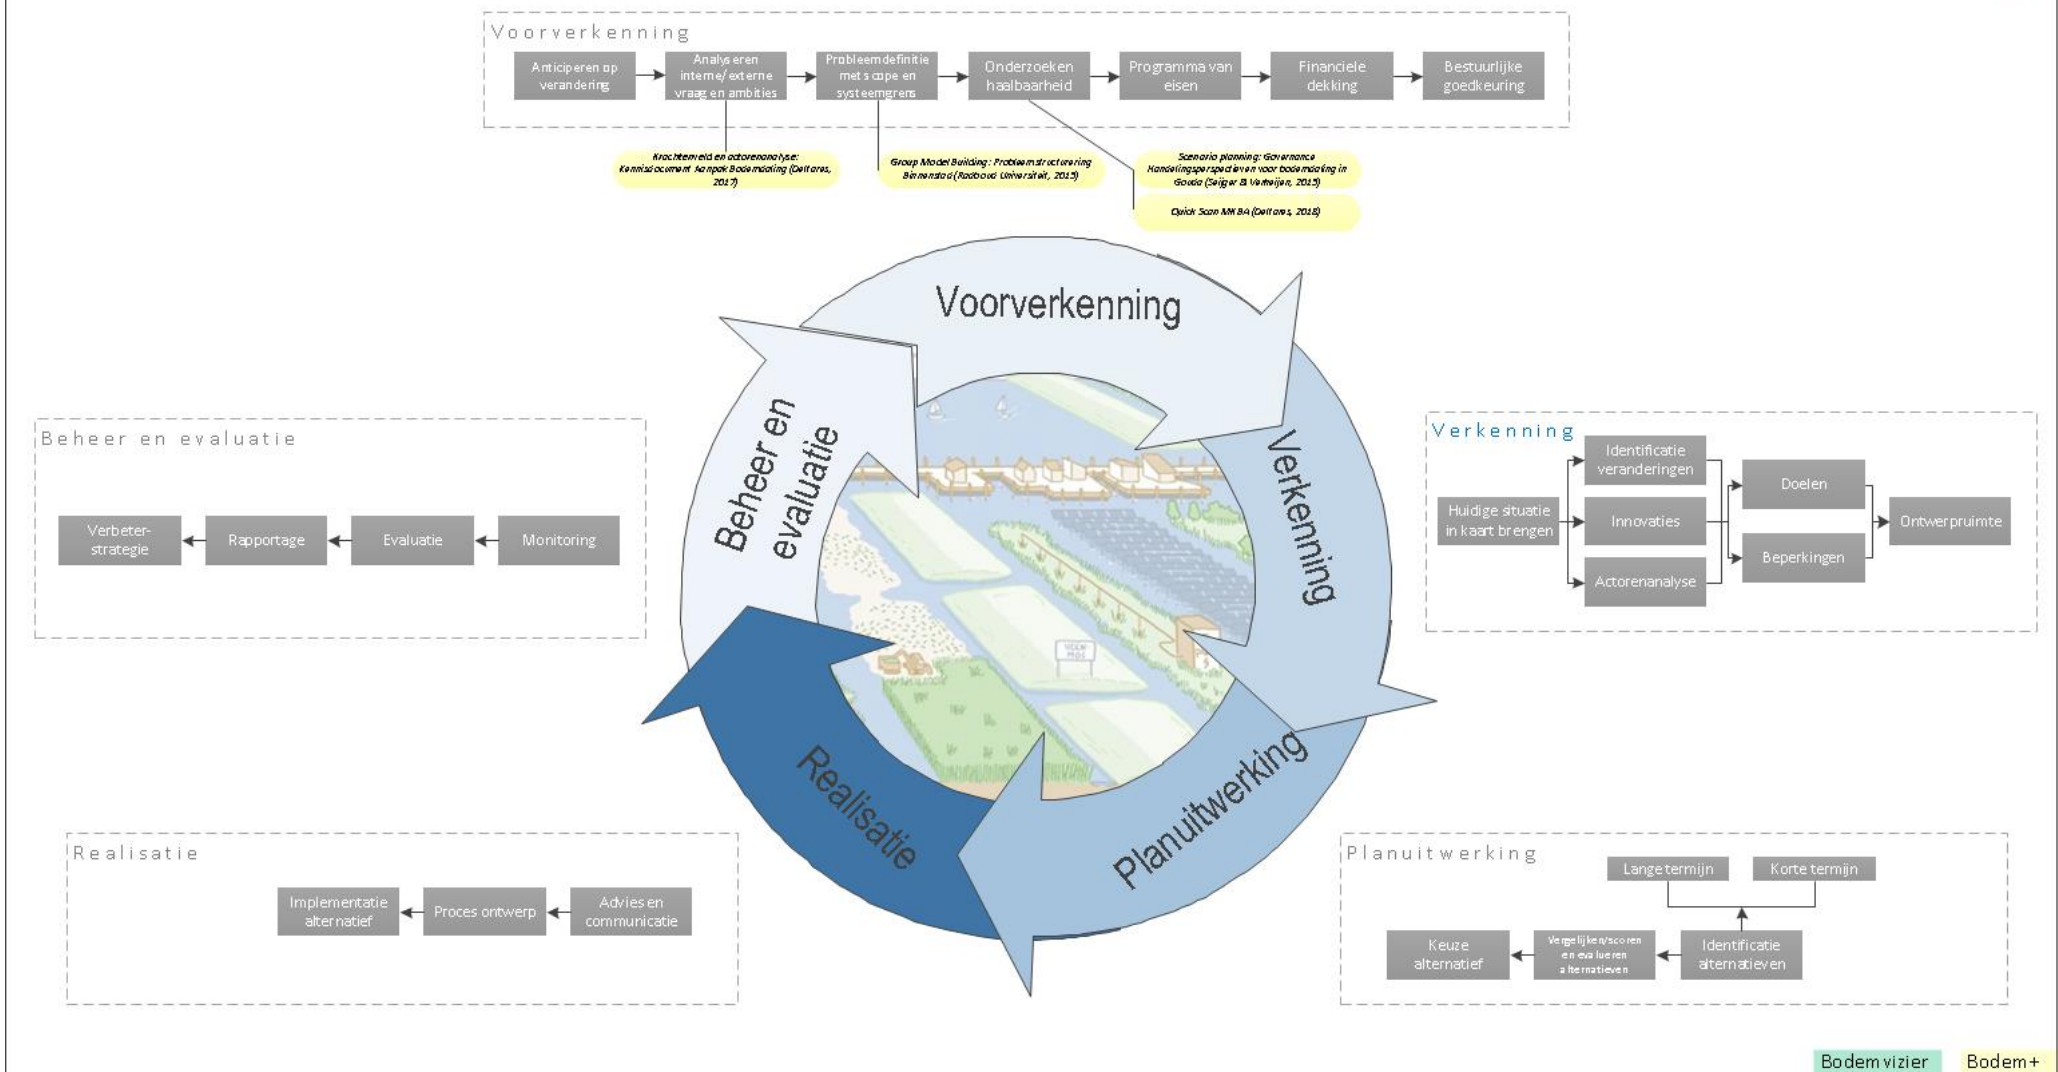 Voorverkenning
Anticiperen op
verandering
Analyseren
interne/externe
vraag en ambities
Probleemdefinitie
met scope en
systeemgrens
Onderzoeken
haalbaarheid
Programma van
eisen
Financiele
dekking
Bestuurlijke
goedkeuring
Krachtenveld en actorenanalyse:
Kennisdocument Aanpak Bodemdaling (Deltares,
2017)
Group Model Building: Probleemstructurering
Binnenstad (Radboud Universiteit, 2015)
Scenario planning: Governance
Handelingsperspectieven voor bodemdaling in
Gouda (Seijger & Verheijen, 2015)
Quick Scan MKBA (Deltares, 2018)
Voorverkenning
Verkenning
Planuitwerking
Realisatie
Beheer en
evaluatie
Beheer en evaluatie
Verbeter-
strategie
Rapportage
Evaluatie
Monitoring
Verkenning
Huidige situatie
in kaart brengen
Identificatie
veranderingen
Innovaties
Actorenanalyse
Doelen
Beperkingen
Ontwerpruimte
Realisatie
Implementatie
alternatief
Proces ontwerp
Advies en
communicatie
Planuitwerking
Lange termijn
Korte termijn
Keuze
alternatief
Vergelijken/scoren
en evalueren
alternatieven
Identificatie
alternatieven
Bodemvizier
Bodem+